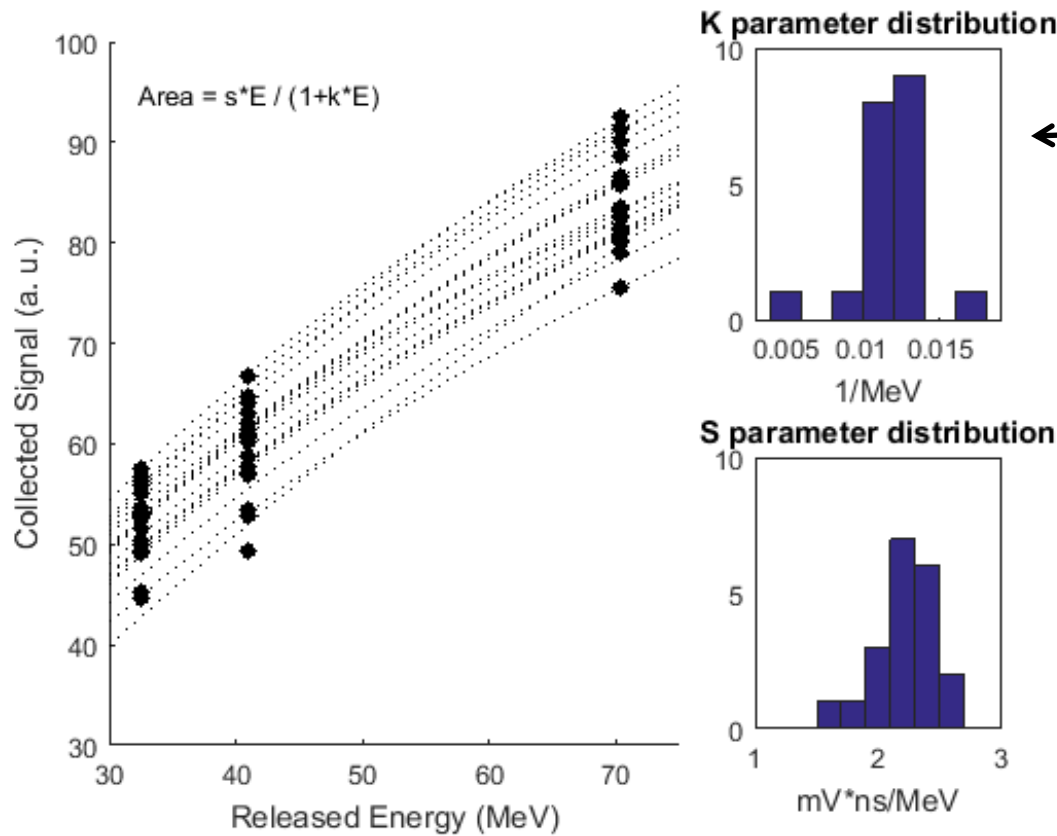 Area = s*E / (1+k*E)
100
90
80
70
60
50
40
30
30 40 50 60 70
Collected Signal (a. u.)
Released Energy (MeV)
K parameter distribution
10
5
0
0.005 0.01 0.015
1/MeV
S parameter distribution
10
5
0
1 2 3
mV*ns/MeV